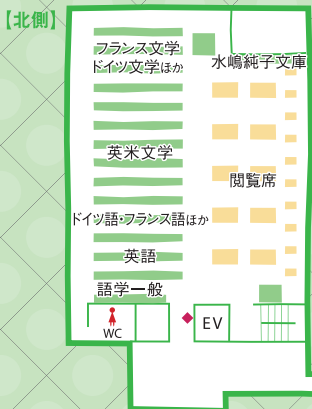 【北側】
フランス文学
ドイツ文学ほか
水嶋純子文庫
英米文学
閲覧席
ドイツ語・フランス語ほか
英語
語学一般
WC
EV